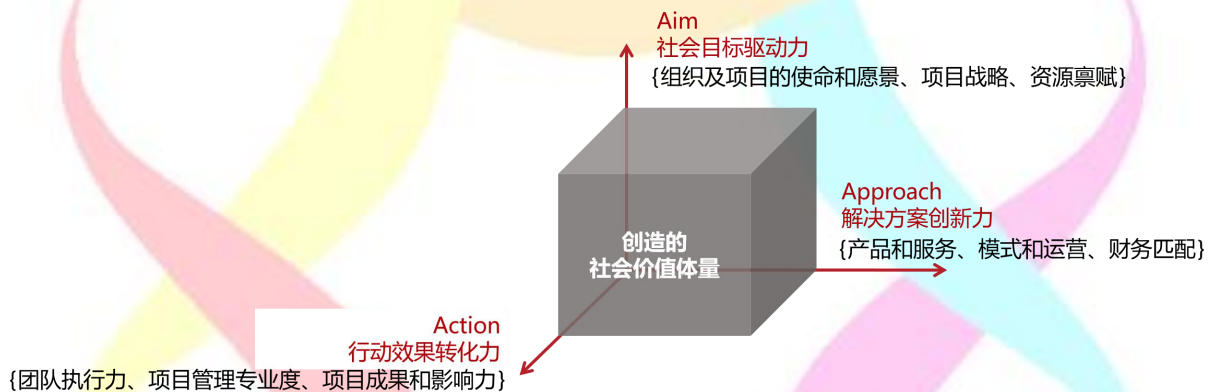 Aim
社会目标驱动力
{组织及项目的使命和愿景、项目战略、资源禀赋}
Approach
解决方案创新力
{产品和服务、模式和运营、财务匹配}
创造的
社会价值体量
Action
行动效果转化力
{团队执行力、项目管理专业度、项目成果和影响力}